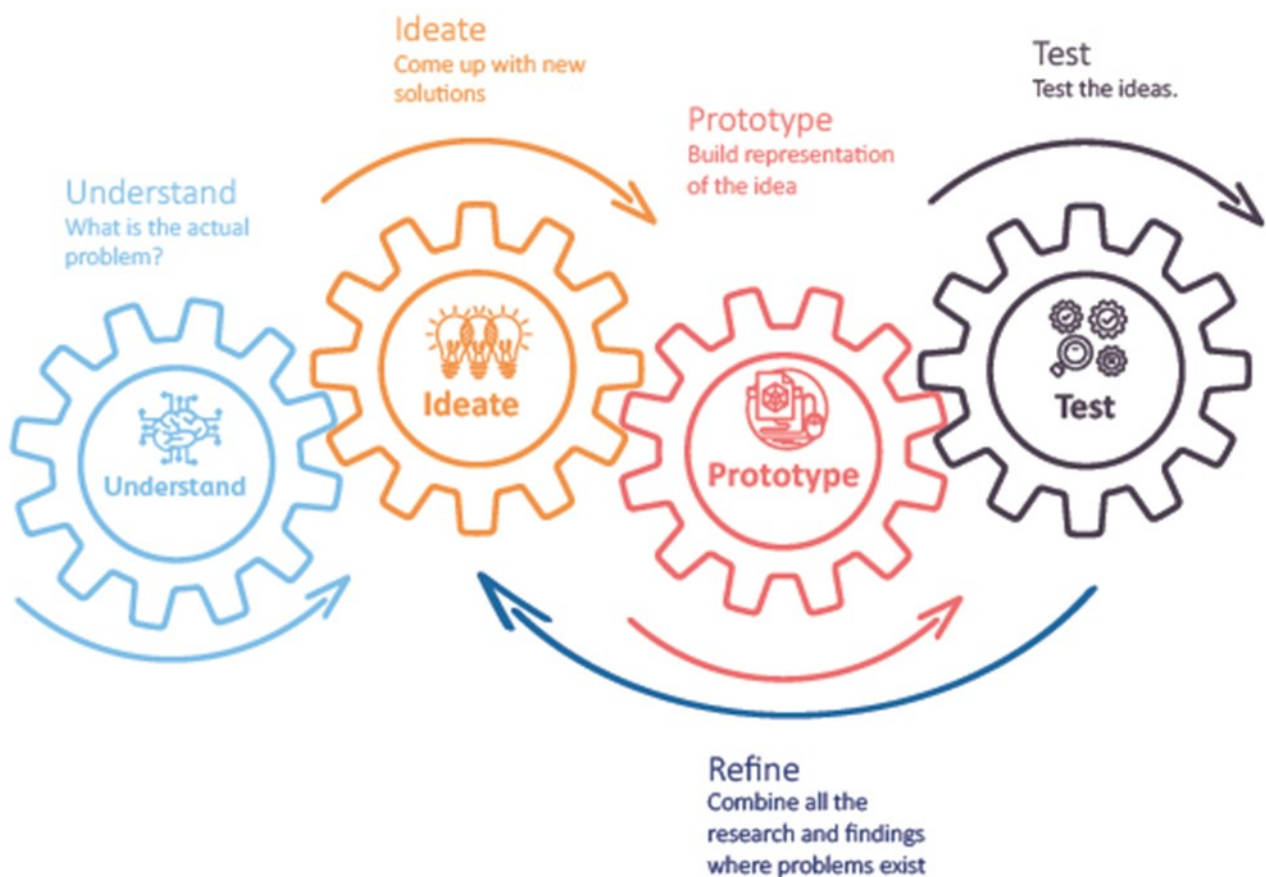 Ideate
Come up with new
solutions
Test
Test the ideas.
Prototype
Build representation
of the idea
Understand
What is the actual
problem?
Understand
Ideate
Prototype
Test
Refine
Combine all the
research and findings
where problems exist